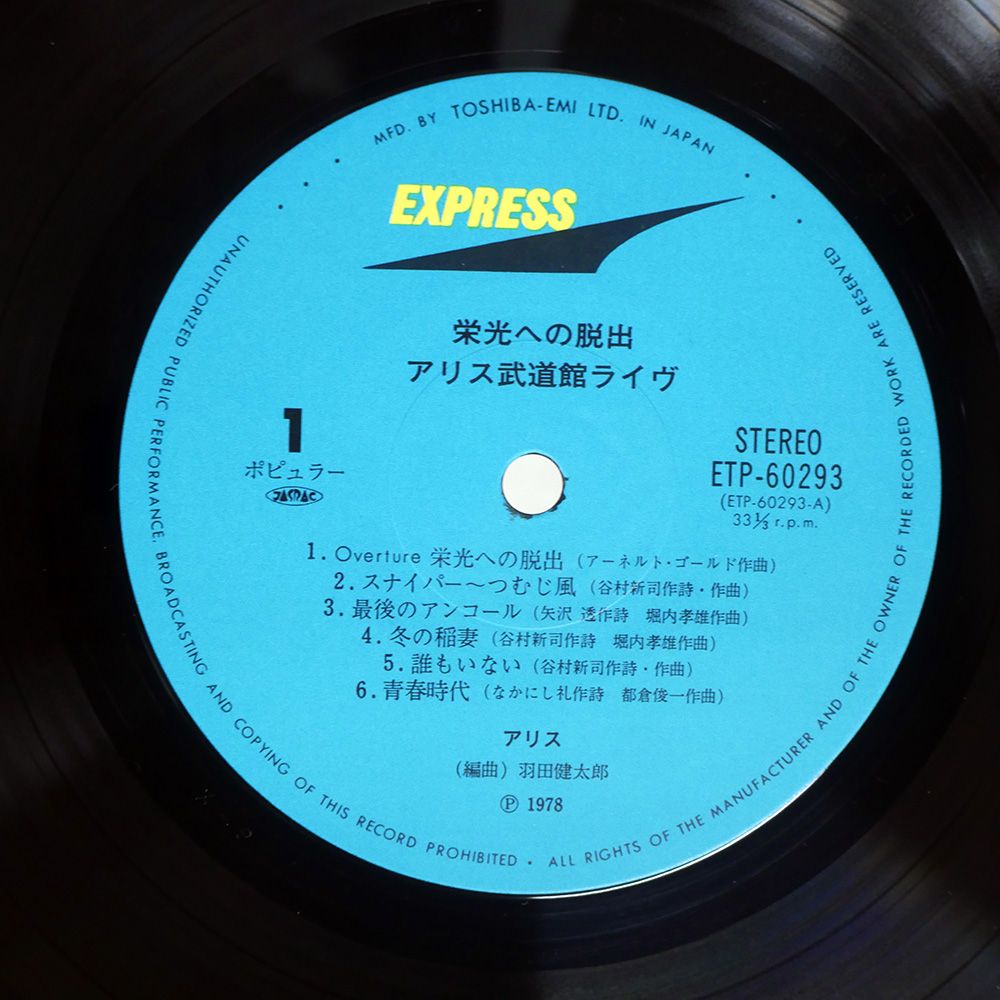 MFD. BY TOSHIBA-EMI LTD. IN JAPAN
EXPRESS
栄光への脱出
アリス武道館ライヴ
1
ポピュラー
JASRAC
STEREO
ETP-60293
(ETP-60293-A)
33⅓ r.p.m.
1. Overture 栄光への脱出 (アーネルト・ゴールド作曲)
2. スナイパー～つむじ風 (谷村新司作詩・作曲)
3. 最後のアンコール (矢沢 透作詩 堀内孝雄作曲)
4. 冬の稲妻 (谷村新司作詩 堀内孝雄作曲)
5. 誰もいない (谷村新司作詩・作曲)
6. 青春時代 (なかにし礼作詩 都倉俊一作曲)
アリス
(編曲) 羽田健太郎
Ⓟ 1978
UNAUTHORIZED PUBLIC PERFORMANCE, BROADCASTING AND COPYING OF THIS RECORD PROHIBITED • ALL RIGHTS OF THE MANUFACTURER AND OF THE OWNER OF THE RECORDED WORK ARE RESERVED